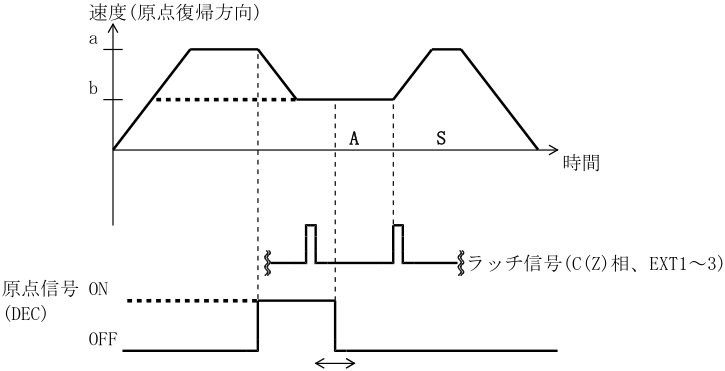 速度(原点復帰方向)
a
b
A
S
時間
ラッチ信号(C(Z)相、EXT1～3)
原点信号 ON
(DEC)
OFF